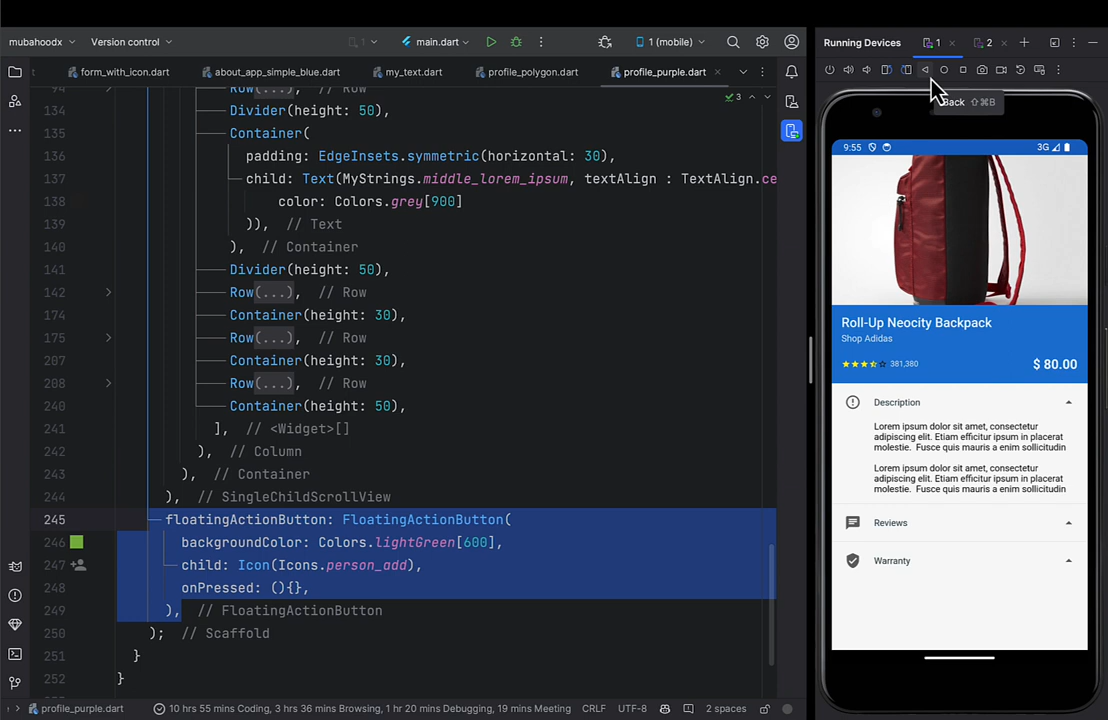 mubahoodx
Version control
1
main.dart
1 (mobile)
Running Devices
1
2
form_with_icon.dart
about_app_simple_blue.dart
my_text.dart
profile_polygon.dart
profile_purple.dart
3
Back ⇧⌘B
94 Row(...), // Row
134 Divider(height: 50),
135 Container(
136 padding: EdgeInsets.symmetric(horizontal: 30),
137 child: Text(MyStrings.middle_lorem_ipsum, textAlign : TextAlign.ce
138 color: Colors.grey[900]
139 )), // Text
140 ), // Container
141 Divider(height: 50),
142 Row(...), // Row
174 Container(height: 30),
175 Row(...), // Row
207 Container(height: 30),
208 Row(...), // Row
240 Container(height: 50),
241 ], // <Widget>[]
242 ), // Column
243 ), // Container
244 ), // SingleChildScrollView
245 floatingActionButton: FloatingActionButton(
246 backgroundColor: Colors.lightGreen[600],
247 child: Icon(Icons.person_add),
248 onPressed: (){},
249 ), // FloatingActionButton
250 ); // Scaffold
251 }
252 }
9:55
3G
Roll-Up Neocity Backpack
Shop Adidas
381,380
$ 80.00
Description
Lorem ipsum dolor sit amet, consectetur
adipiscing elit. Etiam efficitur ipsum in placerat
molestie. Fusce quis mauris a enim sollicitudin
Lorem ipsum dolor sit amet, consectetur
adipiscing elit. Etiam efficitur ipsum in placerat
molestie. Fusce quis mauris a enim sollicitudin
Reviews
Warranty
profile_purple.dart
10 hrs 55 mins Coding, 3 hrs 36 mins Browsing, 1 hr 20 mins Debugging, 19 mins Meeting
CRLF
UTF-8
2 spaces